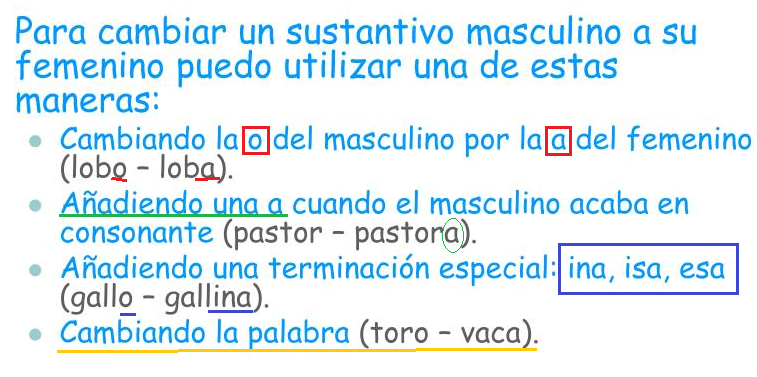 Para cambiar un sustantivo masculino a su
femenino puedo utilizar una de estas
maneras:
Cambiando la o del masculino por la a del femenino
(lobo – loba).
Añadiendo una a cuando el masculino acaba en
consonante (pastor – pastora).
Añadiendo una terminación especial: ina, isa, esa
(gallo – gallina).
Cambiando la palabra (toro – vaca).